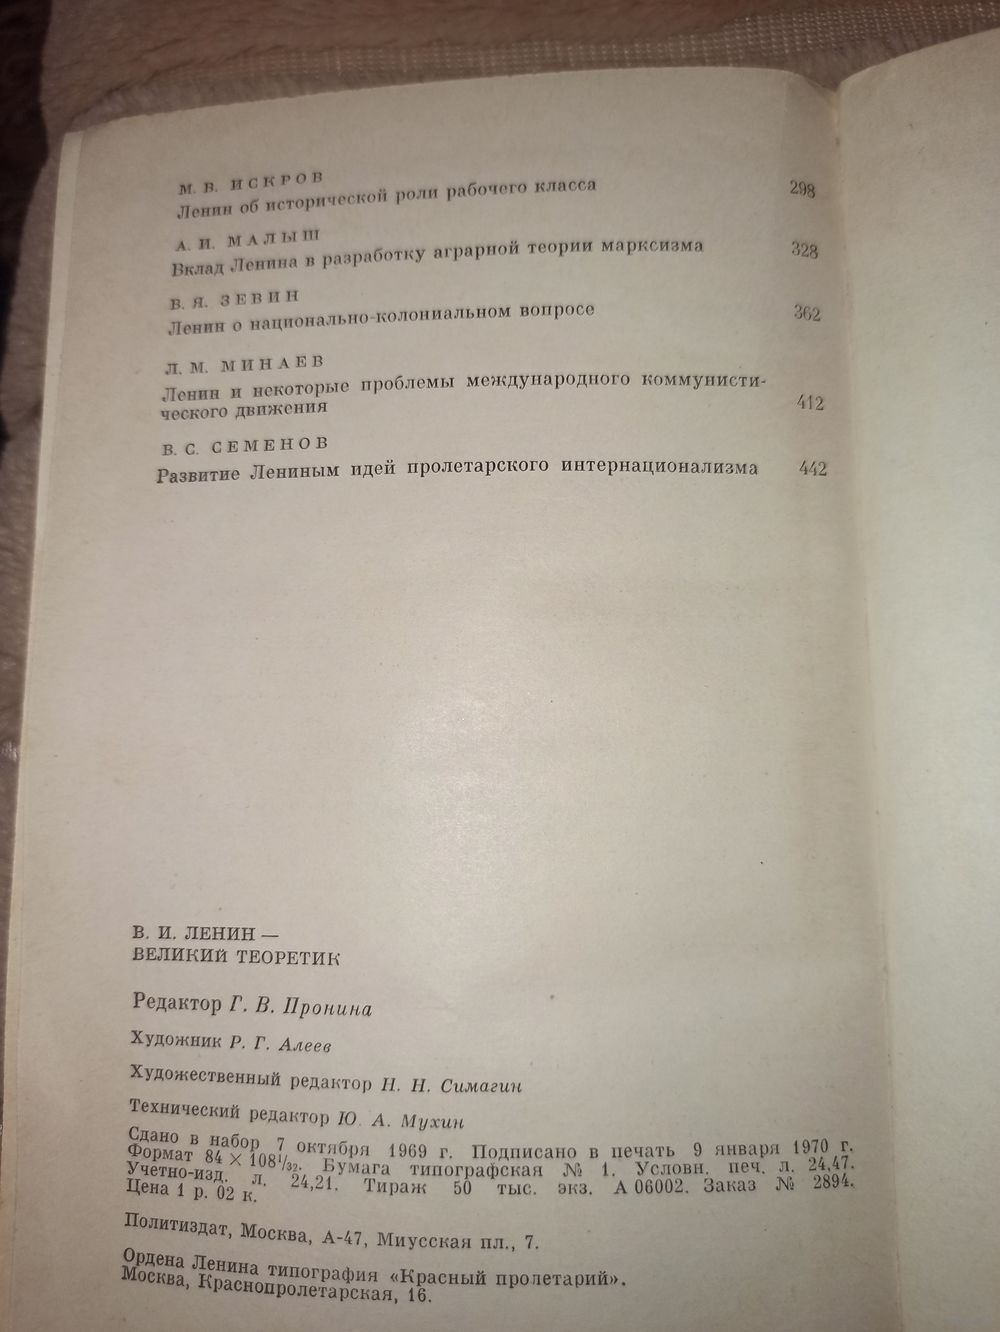 М. В. ИСКРОВ
Ленин об исторической роли рабочего класса 298
А. И. МАЛЫШ
Вклад Ленина в разработку аграрной теории марксизма 328
В. Я. ЗЕВИН
Ленин о национально-колониальном вопросе 362
Л. М. МИНАЕВ
Ленин и некоторые проблемы международного коммунисти-
ческого движения 412
В. С. СЕМЕНОВ
Развитие Лениным идей пролетарского интернационализма 442
В. И. ЛЕНИН —
ВЕЛИКИЙ ТЕОРЕТИК
Редактор Г. В. Пронина
Художник Р. Г. Алеев
Художественный редактор Н. Н. Симагин
Технический редактор Ю. А. Мухин
Сдано в набор 7 октября 1969 г. Подписано в печать 9 января 1970 г.
Формат 84 × 108 1/32. Бумага типографская № 1. Условн. печ. л. 24,47.
Учетно-изд. л. 24,21. Тираж 50 тыс. экз. А 06002. Заказ № 2894.
Цена 1 р. 02 к.
Политиздат, Москва, А-47, Миусская пл., 7.
Ордена Ленина типография «Красный пролетарий».
Москва, Краснопролетарская, 16.